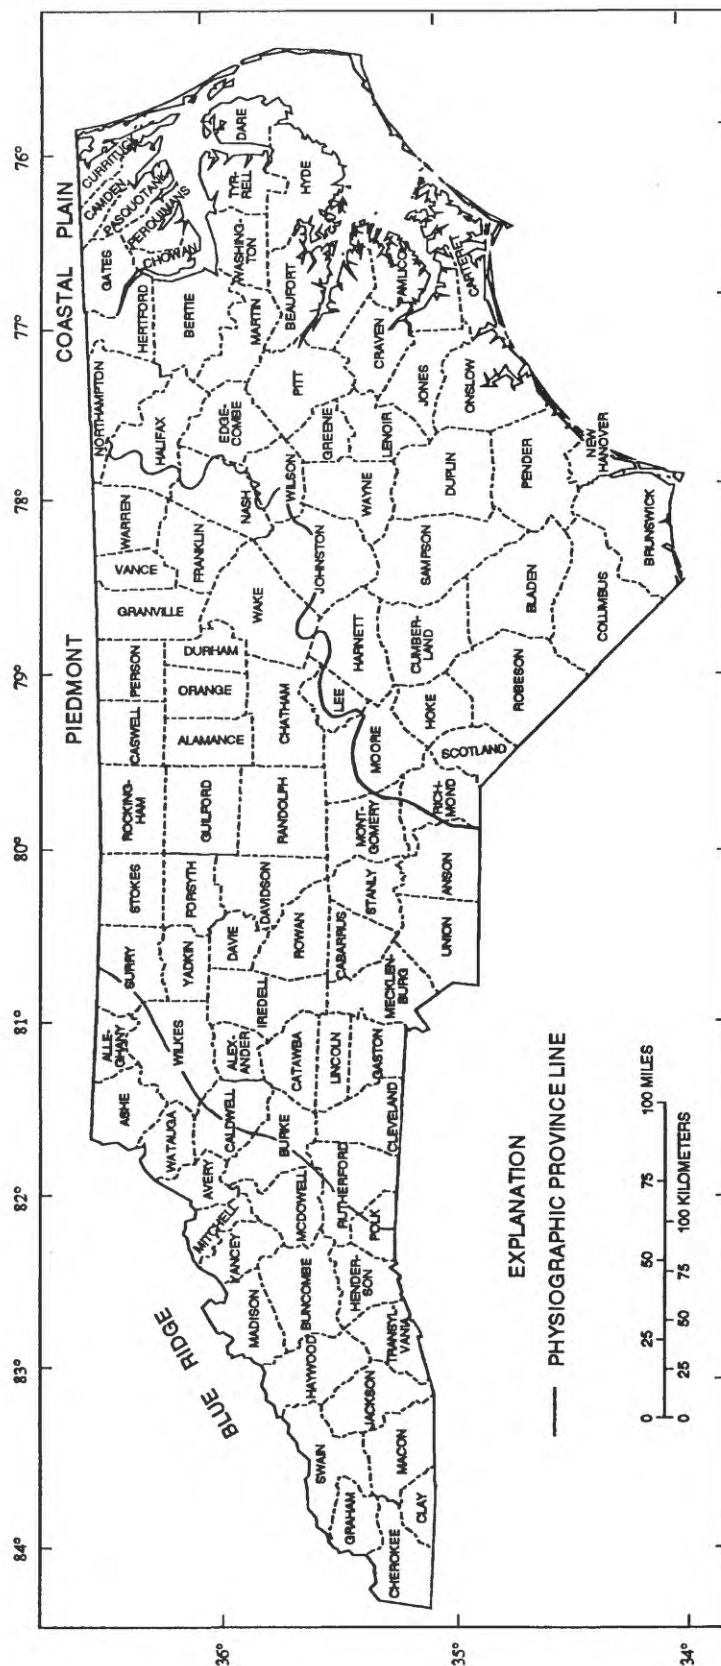 84°
83°
82°
81°
80°
79°
78°
77°
76°
36°
35°
34°
BLUE RIDGE
PIEDMONT
COASTAL PLAIN
CHEROKEE
GRAHAM
CLAY
SWAIN
MACON
JACKSON
HAYWOOD
TRANSYL-
VANIA
MADISON
BUNCOMBE
HENDER-
SON
YANCEY
MITCHELL
AVERY
MCDOWELL
RUTHERFORD
POLK
ASHE
WATAUGA
CALDWELL
BURKE
CLEVELAND
ALLE-
GHANY
WILKES
ALEX-
ANDER
CATAWBA
LINCOLN
GASTON
SURRY
YADKIN
IREDELL
DAVIE
ROWAN
CABARRUS
MECKLEN-
BURG
UNION
STOKES
FORSYTH
DAVIDSON
STANLY
ANSON
ROCKING-
HAM
GUILFORD
RANDOLPH
MONT-
GOMERY
RICH-
MOND
CASWELL
ALAMANCE
ORANGE
CHATHAM
MOORE
SCOTLAND
PERSON
DURHAM
LEE
HOKE
ROBESON
GRANVILLE
VANCE
WAKE
HARNETT
CUMBER-
LAND
BLADEN
COLUMBUS
WARREN
FRANKLIN
JOHNSTON
SAMPSON
BRUNSWICK
NASH
WILSON
WAYNE
DUPLIN
PENDER
NEW
HANOVER
NORTHAMPTON
HALIFAX
EDGE-
COMBE
PITT
GREENE
LENOIR
JONES
ONSLOW
HERTFORD
BERTIE
MARTIN
BEAUFORT
CRAVEN
PAMLICO
CARTERET
GATES
CHOWAN
PERQUIMANS
PASQUOTANK
CAMDEN
CURRITUCK
WASHING-
TON
TYR-
RELL
DARE
HYDE
EXPLANATION
PHYSIOGRAPHIC PROVINCE LINE
0 25 50 75 100 MILES
0 25 50 75 100 KILOMETERS